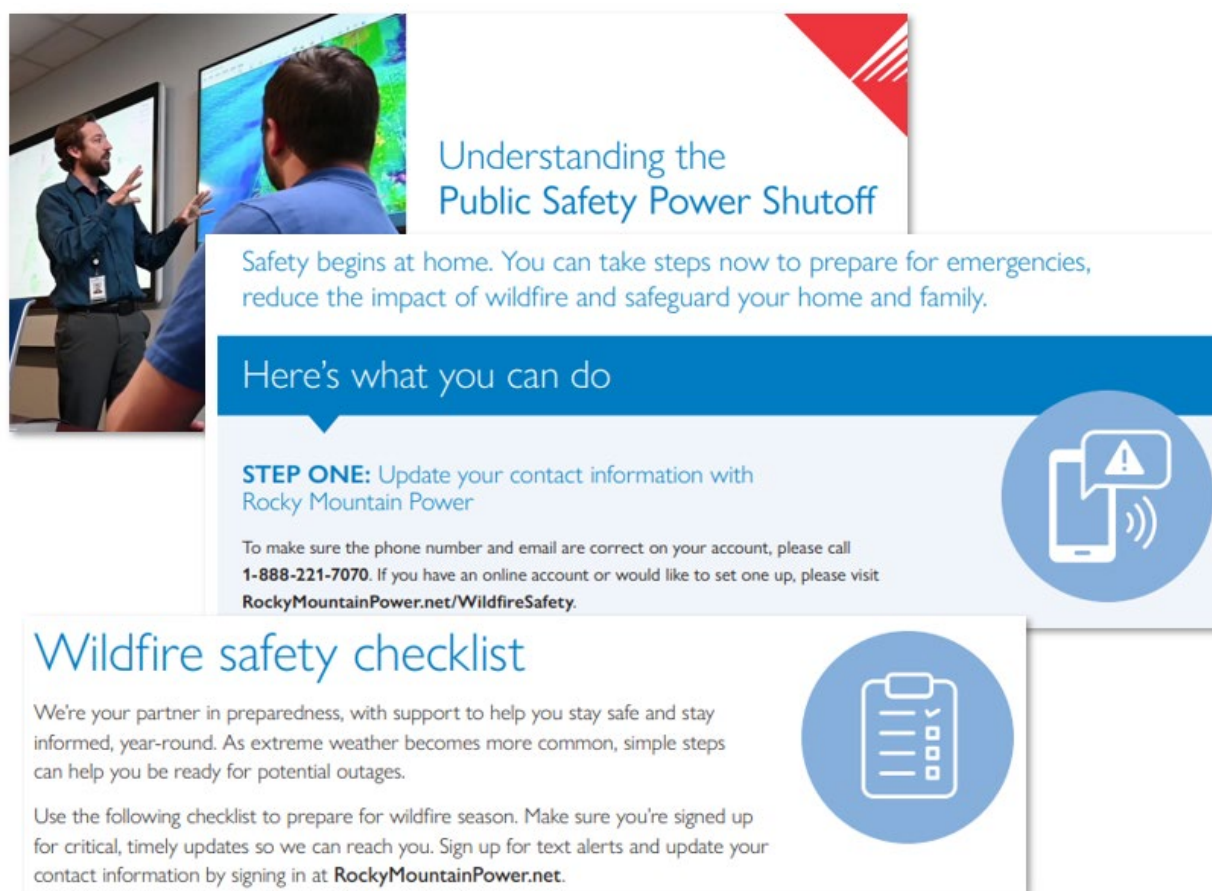 Understanding the
Public Safety Power Shutoff
Safety begins at home. You can take steps now to prepare for emergencies,
reduce the impact of wildfire and safeguard your home and family.
Here’s what you can do
STEP ONE: Update your contact information with
Rocky Mountain Power
To make sure the phone number and email are correct on your account, please call
1-888-221-7070. If you have an online account or would like to set one up, please visit
RockyMountainPower.net/WildfireSafety.
Wildfire safety checklist
We’re your partner in preparedness, with support to help you stay safe and stay
informed, year-round. As extreme weather becomes more common, simple steps
can help you be ready for potential outages.
Use the following checklist to prepare for wildfire season. Make sure you’re signed up
for critical, timely updates so we can reach you. Sign up for text alerts and update your
contact information by signing in at RockyMountainPower.net.